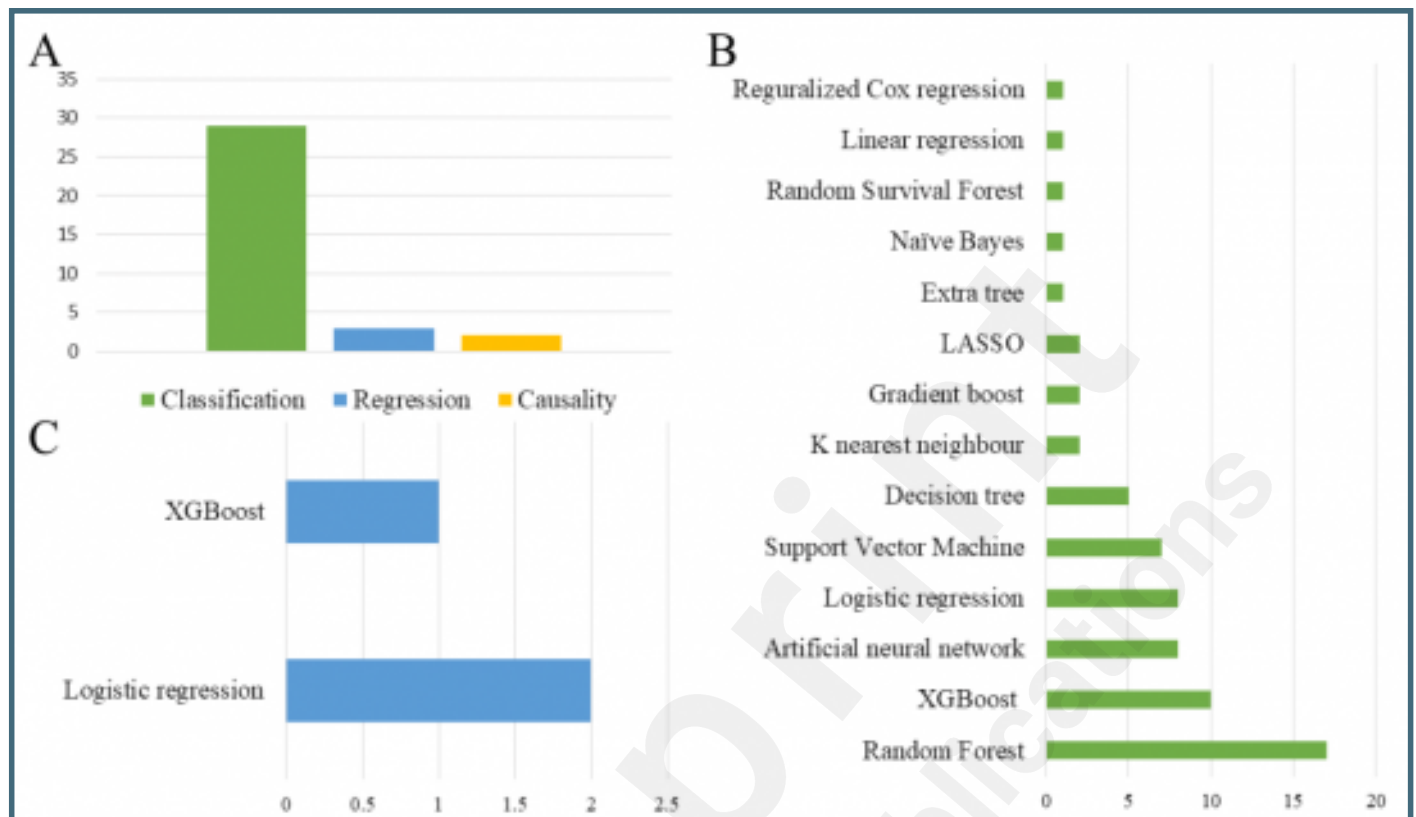 A
35
30
25
20
15
10
5
0
Classification Regression Causality
B
Reguralized Cox regression
Linear regression
Random Survival Forest
Naïve Bayes
Extra tree
LASSO
Gradient boost
K nearest neighbour
Decision tree
Support Vector Machine
Logistic regression
Artificial neural network
XGBoost
Random Forest
0 5 10 15 20
C
XGBoost
Logistic regression
0 0.5 1 1.5 2 2.5
print
blications